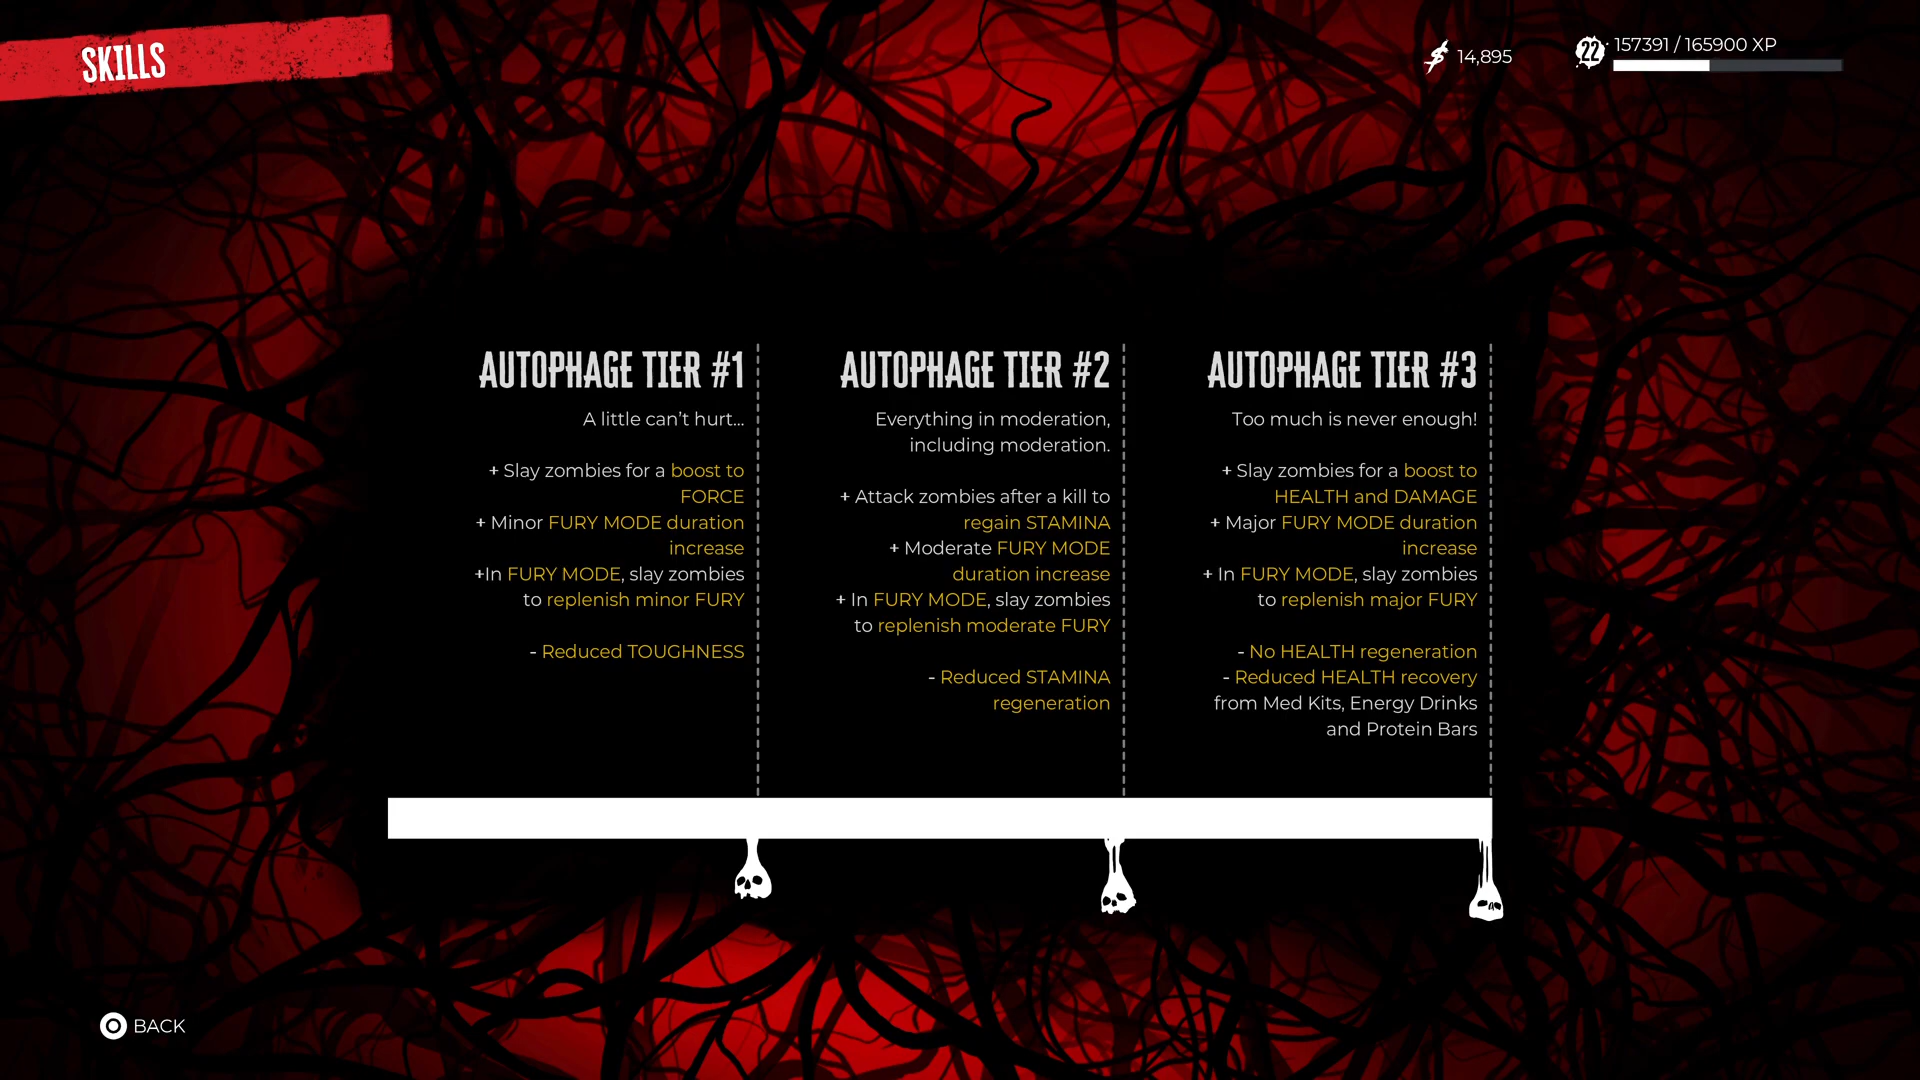 SKILLS
14,895
22
157391 / 165900 XP
AUTOPHAGE TIER #1
A little can't hurt...
+ Slay zombies for a boost to
FORCE
+ Minor FURY MODE duration
increase
+In FURY MODE, slay zombies
to replenish minor FURY
- Reduced TOUGHNESS
AUTOPHAGE TIER #2
Everything in moderation,
including moderation.
+ Attack zombies after a kill to
regain STAMINA
+ Moderate FURY MODE
duration increase
+ In FURY MODE, slay zombies
to replenish moderate FURY
- Reduced STAMINA
regeneration
AUTOPHAGE TIER #3
Too much is never enough!
+ Slay zombies for a boost to
HEALTH and DAMAGE
+ Major FURY MODE duration
increase
+ In FURY MODE, slay zombies
to replenish major FURY
- No HEALTH regeneration
- Reduced HEALTH recovery
from Med Kits, Energy Drinks
and Protein Bars
BACK